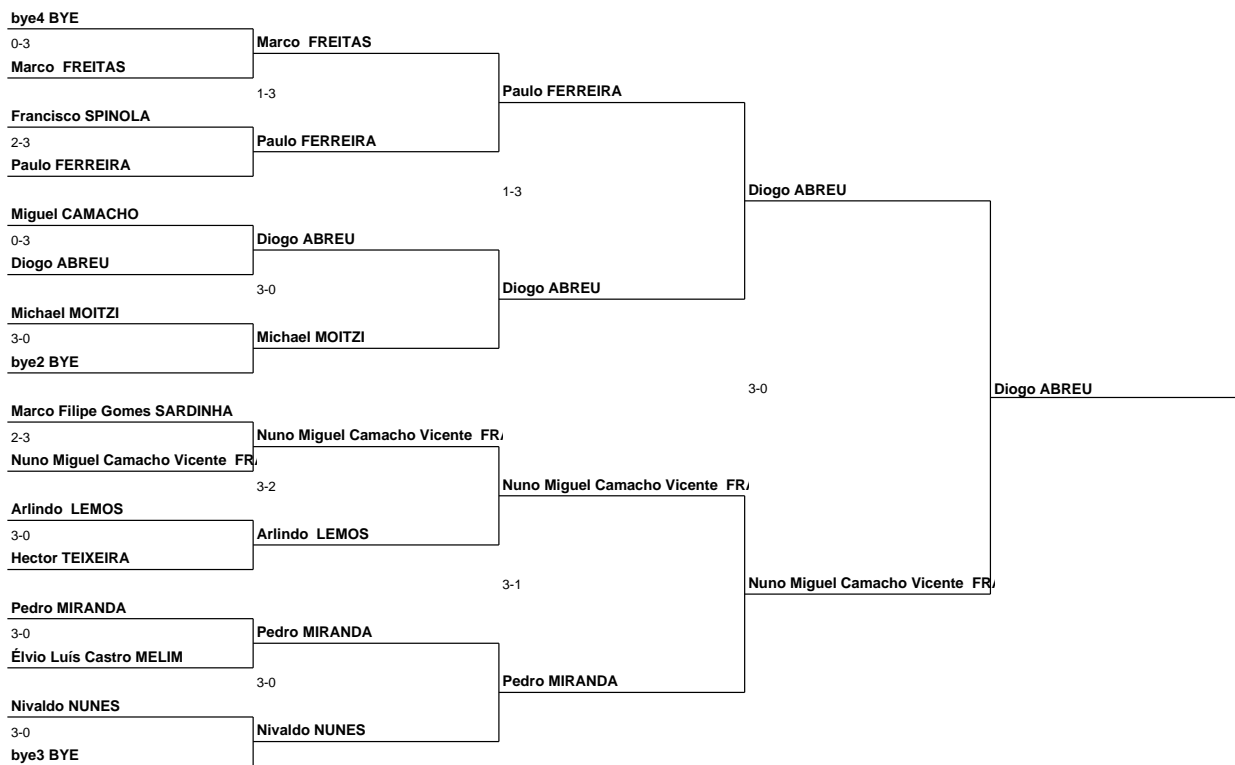 bye4 BYE
0-3
Marco FREITAS
Marco FREITAS
1-3
Paulo FERREIRA
Francisco SPINOLA
2-3
Paulo FERREIRA
Paulo FERREIRA
1-3
Diogo ABREU
Miguel CAMACHO
0-3
Diogo ABREU
Diogo ABREU
3-0
Diogo ABREU
Michael MOITZI
3-0
Michael MOITZI
bye2 BYE
3-0
Diogo ABREU
Marco Filipe Gomes SARDINHA
2-3
Nuno Miguel Camacho Vicente FRA
Nuno Miguel Camacho Vicente FRA
3-2
Nuno Miguel Camacho Vicente FRA
Arlindo LEMOS
3-0
Arlindo LEMOS
Hector TEIXEIRA
3-1
Nuno Miguel Camacho Vicente FRA
Pedro MIRANDA
3-0
Pedro MIRANDA
Élvio Luís Castro MELIM
3-0
Pedro MIRANDA
Nivaldo NUNES
3-0
Nivaldo NUNES
bye3 BYE